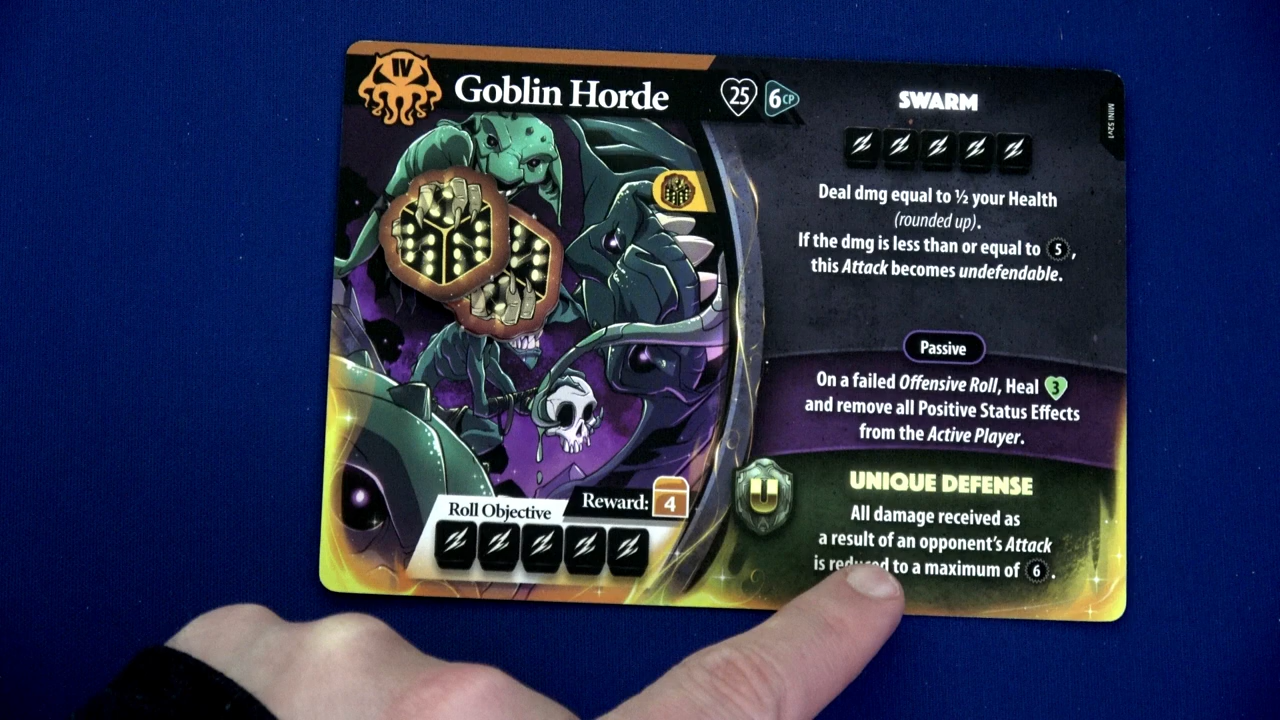 IV
Goblin Horde
25
6CP
SWARM
Deal dmg equal to ½ your Health
(rounded up).
If the dmg is less than or equal to 5,
this Attack becomes undefendable.
Passive
On a failed Offensive Roll, Heal 3
and remove all Positive Status Effects
from the Active Player.
U
UNIQUE DEFENSE
All damage received as
a result of an opponent's Attack
is reduced to a maximum of 6.
Reward: 4
Roll Objective
MINI 52v1